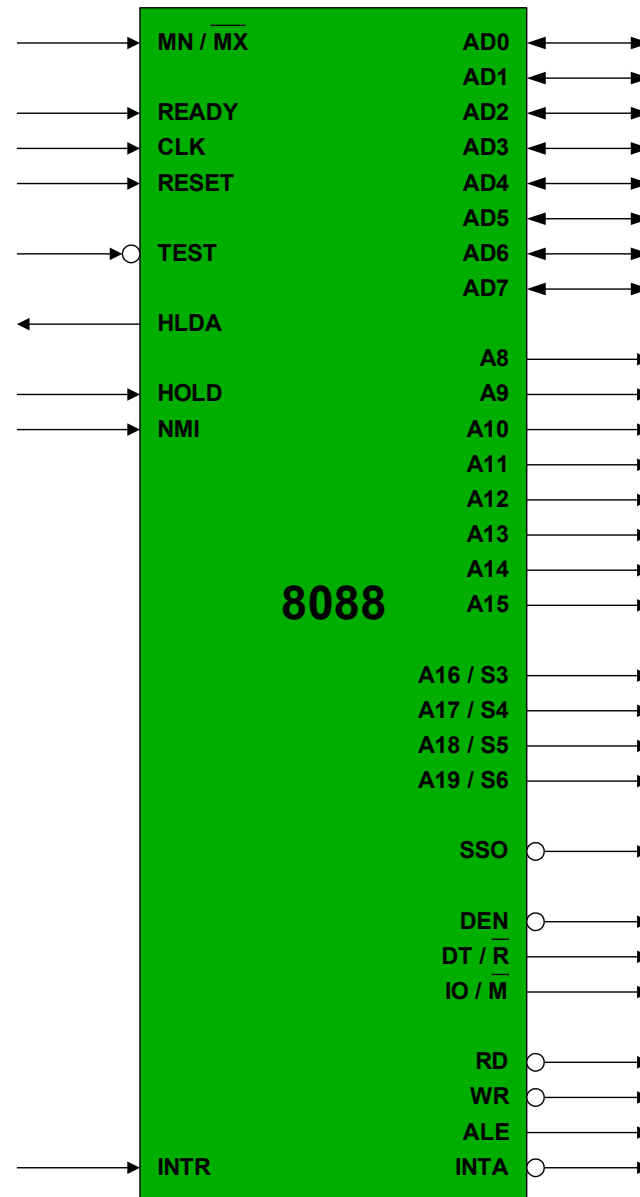 MN / MX
READY
CLK
RESET
TEST
HLDA
HOLD
NMI
INTR
8088
AD0
AD1
AD2
AD3
AD4
AD5
AD6
AD7
A8
A9
A10
A11
A12
A13
A14
A15
A16 / S3
A17 / S4
A18 / S5
A19 / S6
SSO
DEN
DT / R
IO / M
RD
WR
ALE
INTA